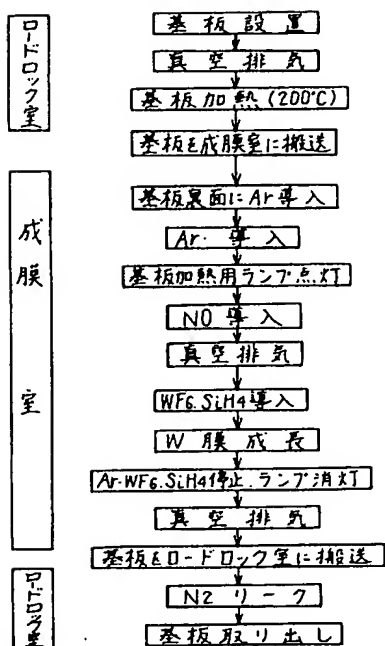 ロードロック室
基板設置
真空排気
基板加熱(200℃)
基板を成膜室に搬送
成膜室
基板裏面にAr導入
Ar. 導入
基板加熱用ランプ点灯
NO導入
真空排気
WF6.SiH4導入
W膜成長
Ar.WF6.SiH4停止.ランプ消灯
真空排気
基板をロードロック室に搬送
ロードロック室
N2リーク
基板取り出し